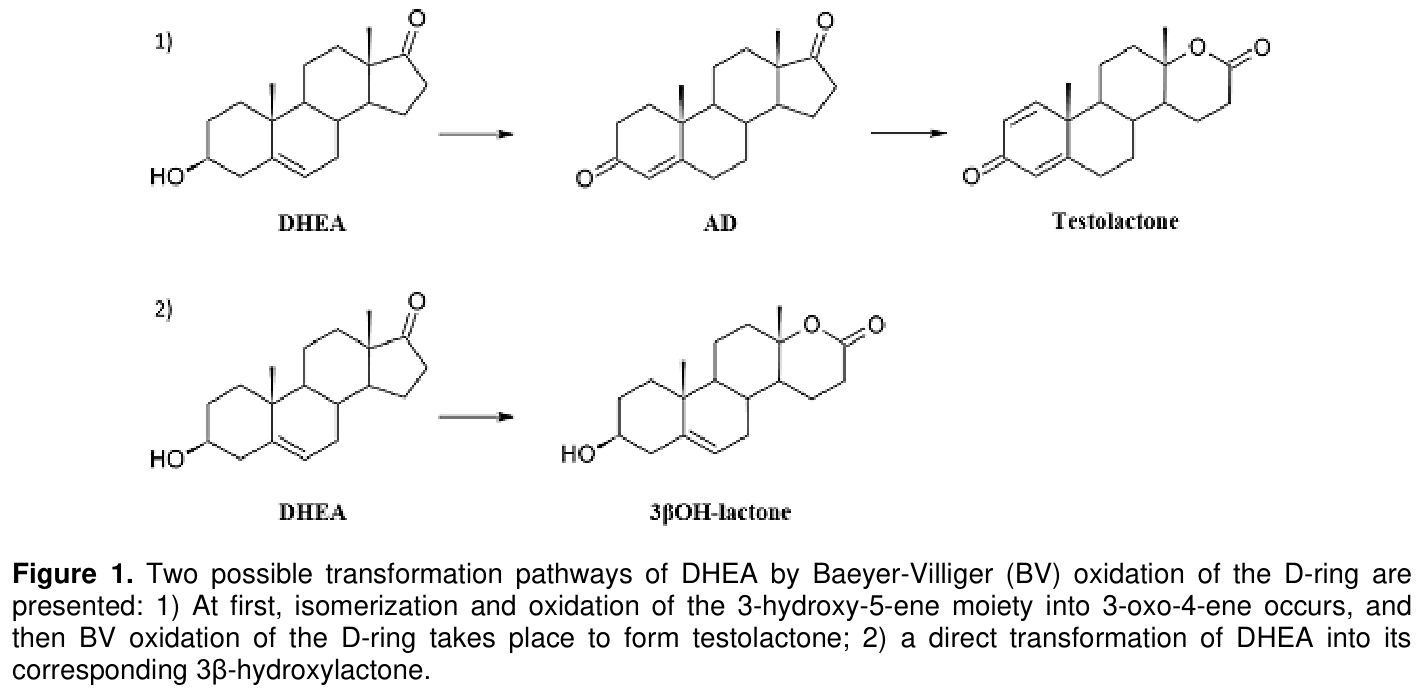 1)
O
HO
DHEA
O
O
AD
O
O
O
Testolactone
2)
O
HO
DHEA
O
O
HO
3βOH-lactone
Figure 1. Two possible transformation pathways of DHEA by Baeyer-Villiger (BV) oxidation of the D-ring are
presented: 1) At first, isomerization and oxidation of the 3-hydroxy-5-ene moiety into 3-oxo-4-ene occurs, and
then BV oxidation of the D-ring takes place to form testolactone; 2) a direct transformation of DHEA into its
corresponding 3β-hydroxylactone.